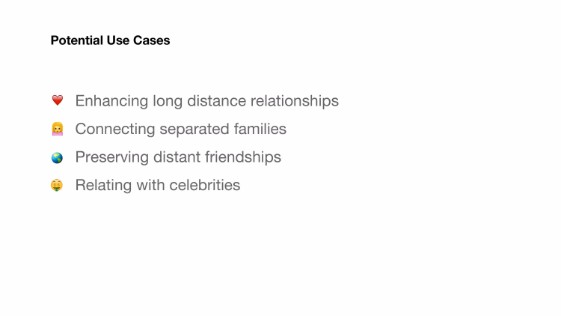 Potential Use Cases
❤️ Enhancing long distance relationships
👧 Connecting separated families
🌏 Preserving distant friendships
🤑 Relating with celebrities